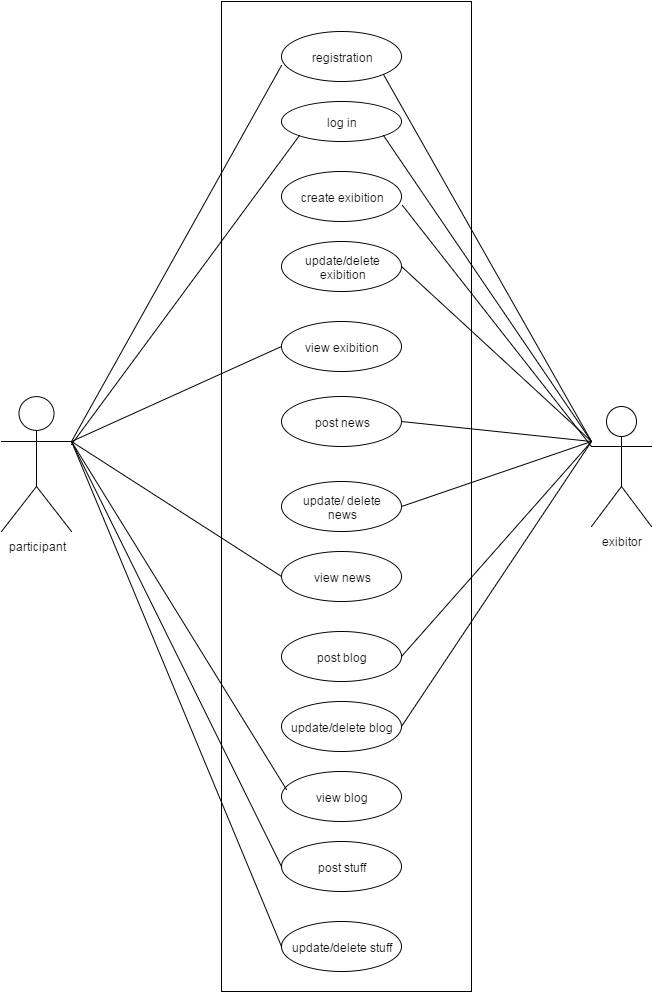 registration
log in
create exibition
update/delete
exibition
view exibition
post news
update/ delete
news
view news
post blog
update/delete blog
view blog
post stuff
update/delete stuff
participant
exibitor